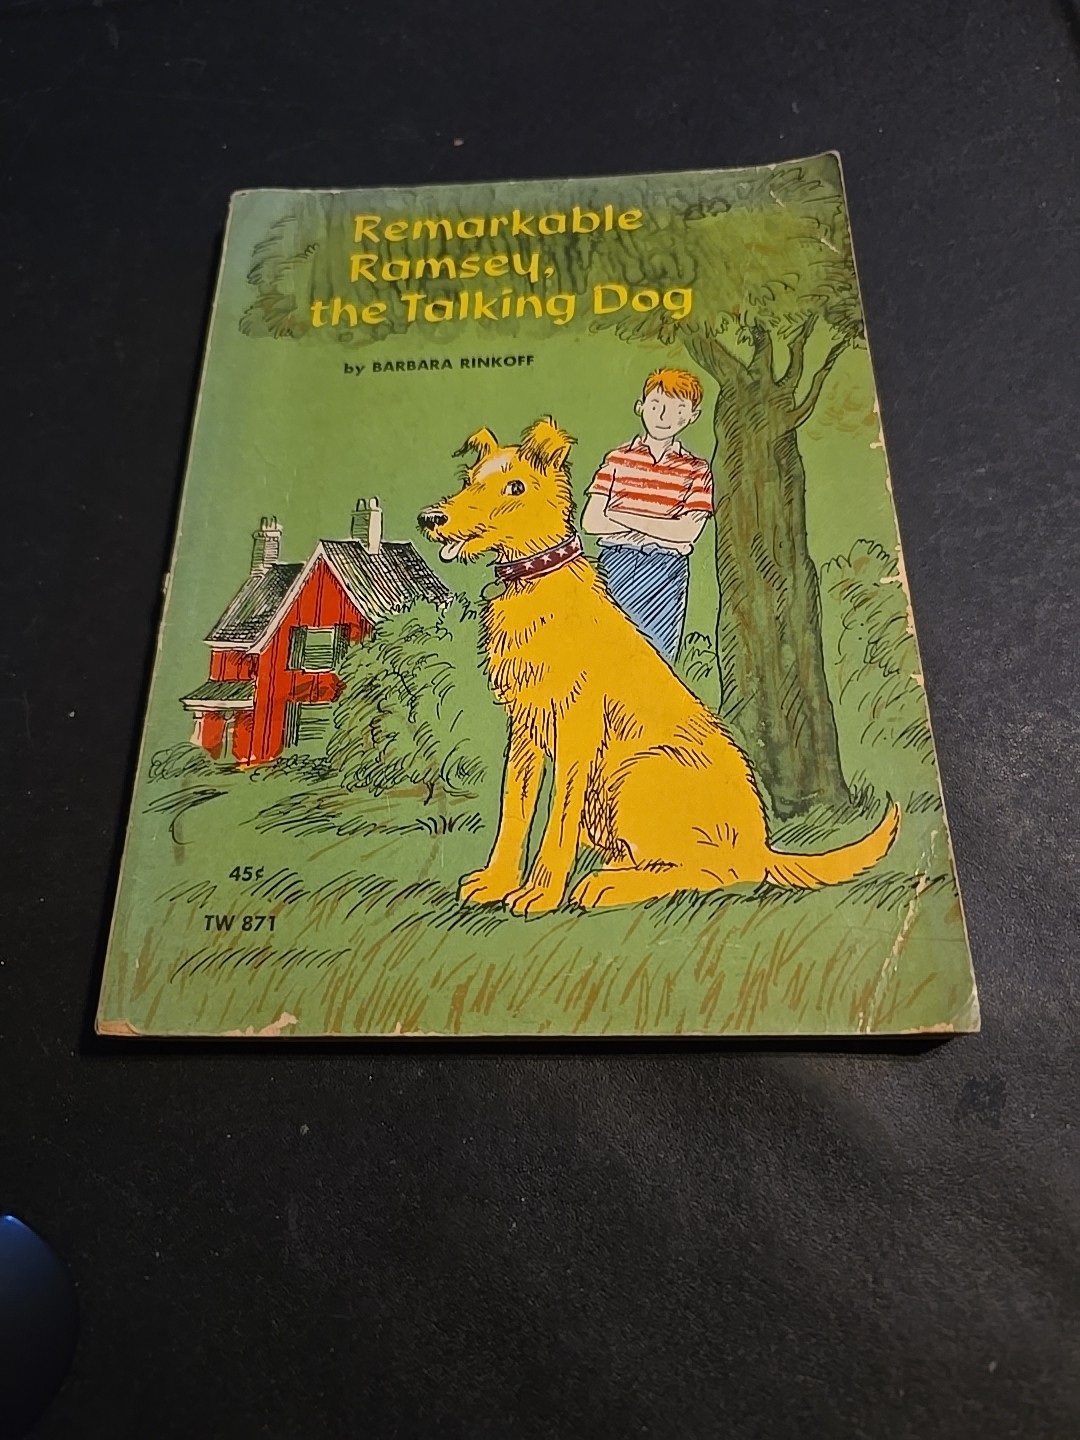 Remarkable
Ramsey,
the Talking Dog
by BARBARA RINKOFF
45¢
TW 871